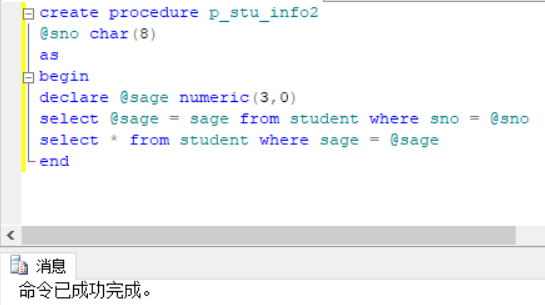 create procedure p_stu_info2
@sno char(8)
as
begin
declare @sage numeric(3,0)
select @sage = sage from student where sno = @sno
select * from student where sage = @sage
end
消息
命令已成功完成。